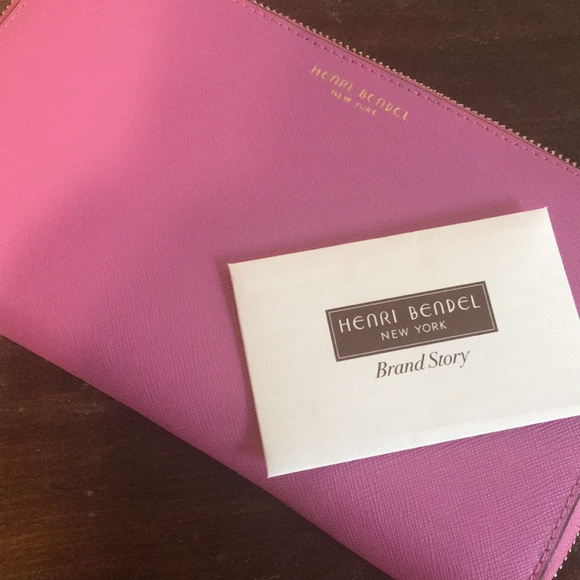 HENRI BENDEL
NEW YORK
HENRI BENDEL
NEW YORK
Brand Story